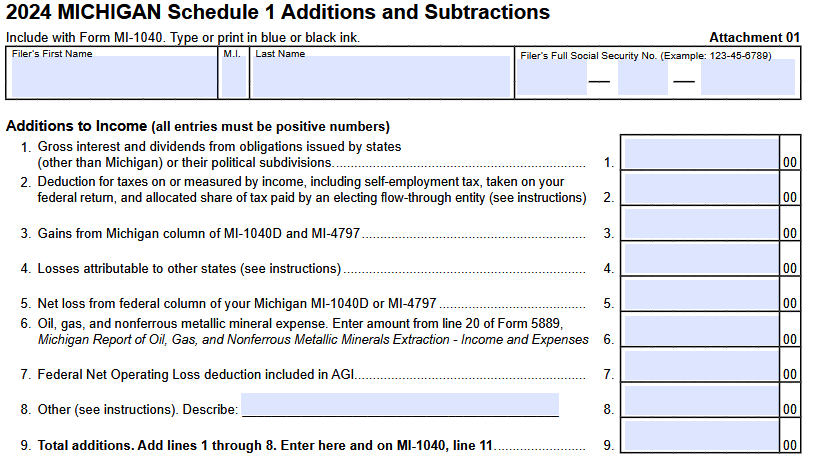 2024 MICHIGAN Schedule 1 Additions and Subtractions
Include with Form MI-1040. Type or print in blue or black ink. Attachment 01
Filer's First Name M.I. Last Name Filer's Full Social Security No. (Example: 123-45-6789)
— —
Additions to Income (all entries must be positive numbers)
1. Gross interest and dividends from obligations issued by states
(other than Michigan) or their political subdivisions............................................................... 1. 00
2. Deduction for taxes on or measured by income, including self-employment tax, taken on your
federal return, and allocated share of tax paid by an electing flow-through entity (see instructions) 2. 00
3. Gains from Michigan column of MI-1040D and MI-4797........................................................ 3. 00
4. Losses attributable to other states (see instructions)............................................................ 4. 00
5. Net loss from federal column of your Michigan MI-1040D or MI-4797.................................... 5. 00
6. Oil, gas, and nonferrous metallic mineral expense. Enter amount from line 20 of Form 5889,
Michigan Report of Oil, Gas, and Nonferrous Metallic Minerals Extraction - Income and Expenses 6. 00
7. Federal Net Operating Loss deduction included in AGI.......................................................... 7. 00
8. Other (see instructions). Describe: 8. 00
9. Total additions. Add lines 1 through 8. Enter here and on MI-1040, line 11....................... 9. 00